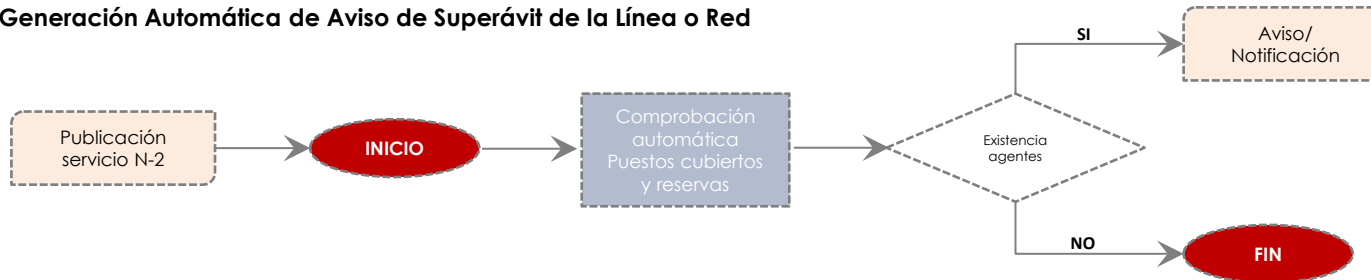 Generación Automática de Aviso de Superávit de la Línea o Red
SI
Aviso/
Notificación
Publicación
servicio N-2
INICIO
Comprobación
automática
Puestos cubiertos
y reservas
Existencia
agentes
NO
FIN